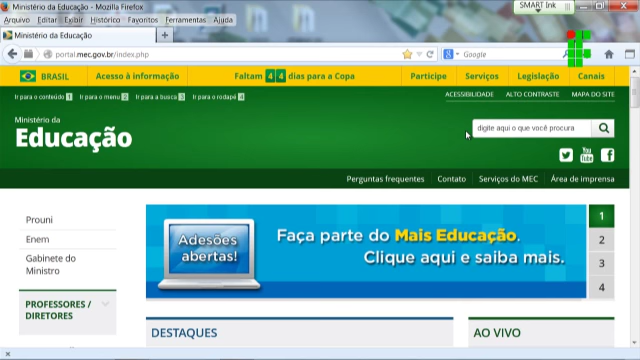 Ministério da Educação - Mozilla Firefox
SMART Ink
Arquivo Editar Exibir Histórico Favoritos Ferramentas Ajuda
Ministério da Educação
portal.mec.gov.br/index.php
Google
BRASIL Acesso à informação Faltam 44 dias para a Copa Participe Serviços Legislação Canais
Ir para o conteúdo 1 Ir para o menu 2 Ir para a busca 3 Ir para o rodapé 4
ACESSIBILIDADE ALTO CONTRASTE MAPA DO SITE
Ministério da
Educação
digite aqui o que você procura
You
Tube
Perguntas frequentes Contato Serviços do MEC Área de imprensa
Prouni
Enem
Gabinete do
Ministro
PROFESSORES /
DIRETORES
Adesões
abertas!
Faça parte do Mais Educação.
Clique aqui e saiba mais.
1
2
3
4
DESTAQUES
AO VIVO